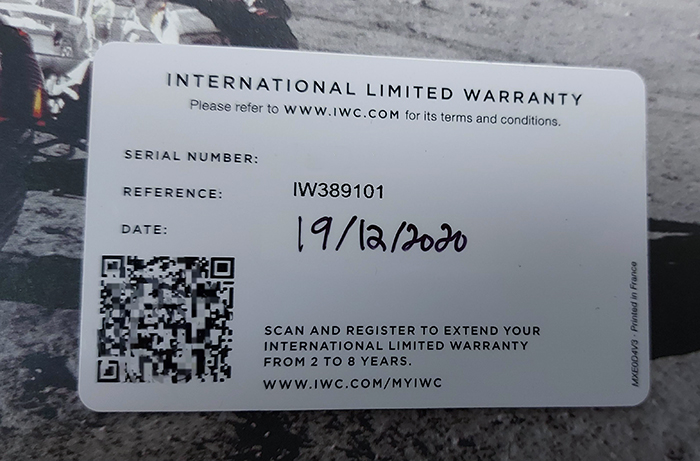 INTERNATIONAL LIMITED WARRANTY
Please refer to WWW.IWC.COM for its terms and conditions.
SERIAL NUMBER:
REFERENCE: IW389101
DATE: 19/12/2020
SCAN AND REGISTER TO EXTEND YOUR
INTERNATIONAL LIMITED WARRANTY
FROM 2 TO 8 YEARS.
WWW.IWC.COM/MYIWC
MXE0D4V3 - Printed in France